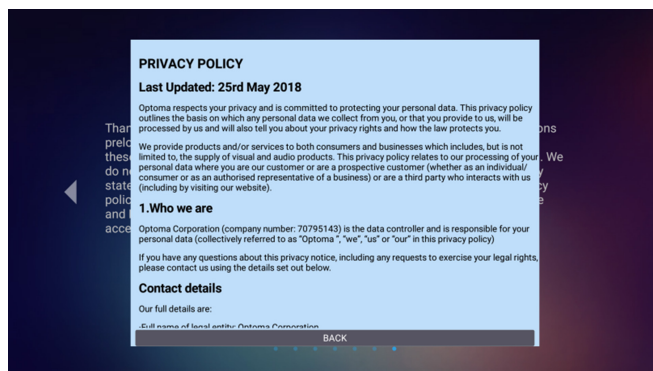 PRIVACY POLICY
Last Updated: 25rd May 2018
Optoma respects your privacy and is committed to protecting your personal data. This privacy policy
outlines the basis on which any personal data we collect from you, or that you provide to us, will be
processed by us and will also tell you about your privacy rights and how the law protects you.
We provide products and/or services to both consumers and businesses which includes, but is not
limited to, the supply of visual and audio products. This privacy policy relates to our processing of your
personal data where you are our customer or are a prospective customer (whether as an individual/
consumer or as an authorised representative of a business) or are a third party who interacts with us
(including by visiting our website).
1.Who we are
Optoma Corporation (company number: 70795143) is the data controller and is responsible for your
personal data (collectively referred to as “Optoma ”, “we”, “us” or “our” in this privacy policy)
If you have any questions about this privacy notice, including any requests to exercise your legal rights,
please contact us using the details set out below.
Contact details
Our full details are:
-Full name of legal entity: Optoma Corporation
BACK